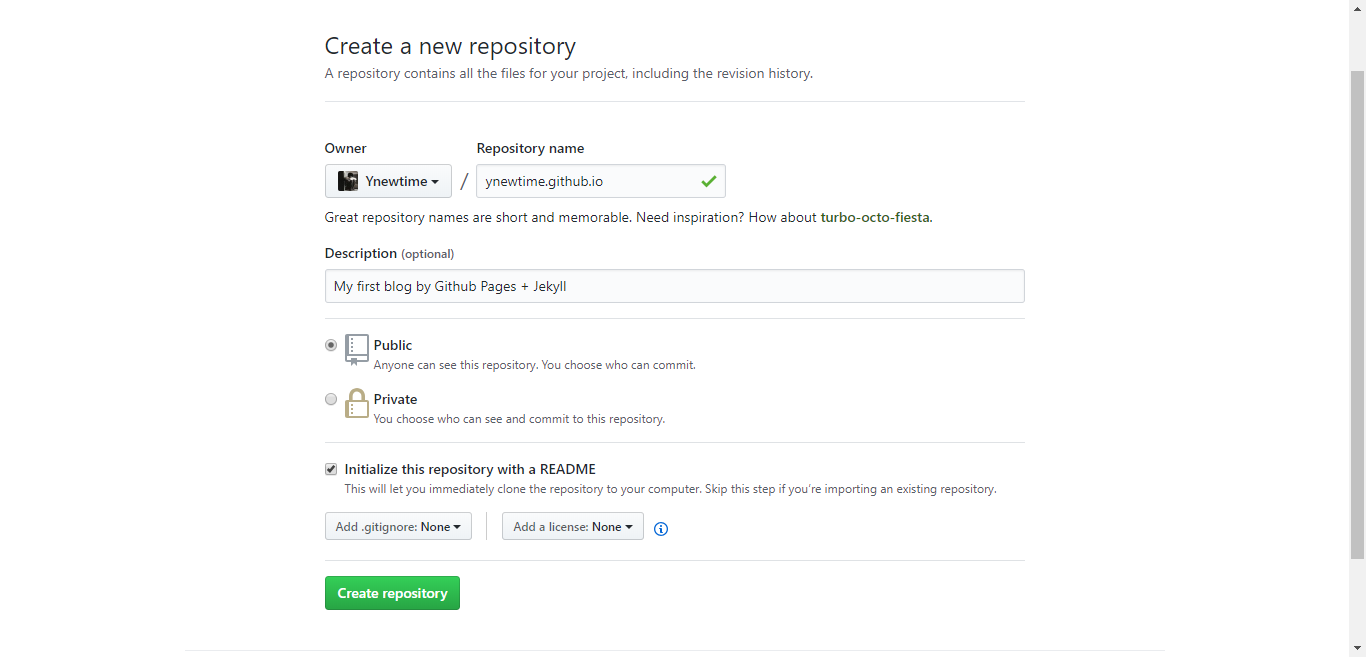 Create a new repository
A repository contains all the files for your project, including the revision history.
Owner
Repository name
Ynewtime / ynewtime.github.io
Great repository names are short and memorable. Need inspiration? How about turbo-octo-fiesta.
Description (optional)
My first blog by Github Pages + Jekyll
Public
Anyone can see this repository. You choose who can commit.
Private
You choose who can see and commit to this repository.
Initialize this repository with a README
This will let you immediately clone the repository to your computer. Skip this step if you're importing an existing repository.
Add .gitignore: None
Add a license: None
Create repository